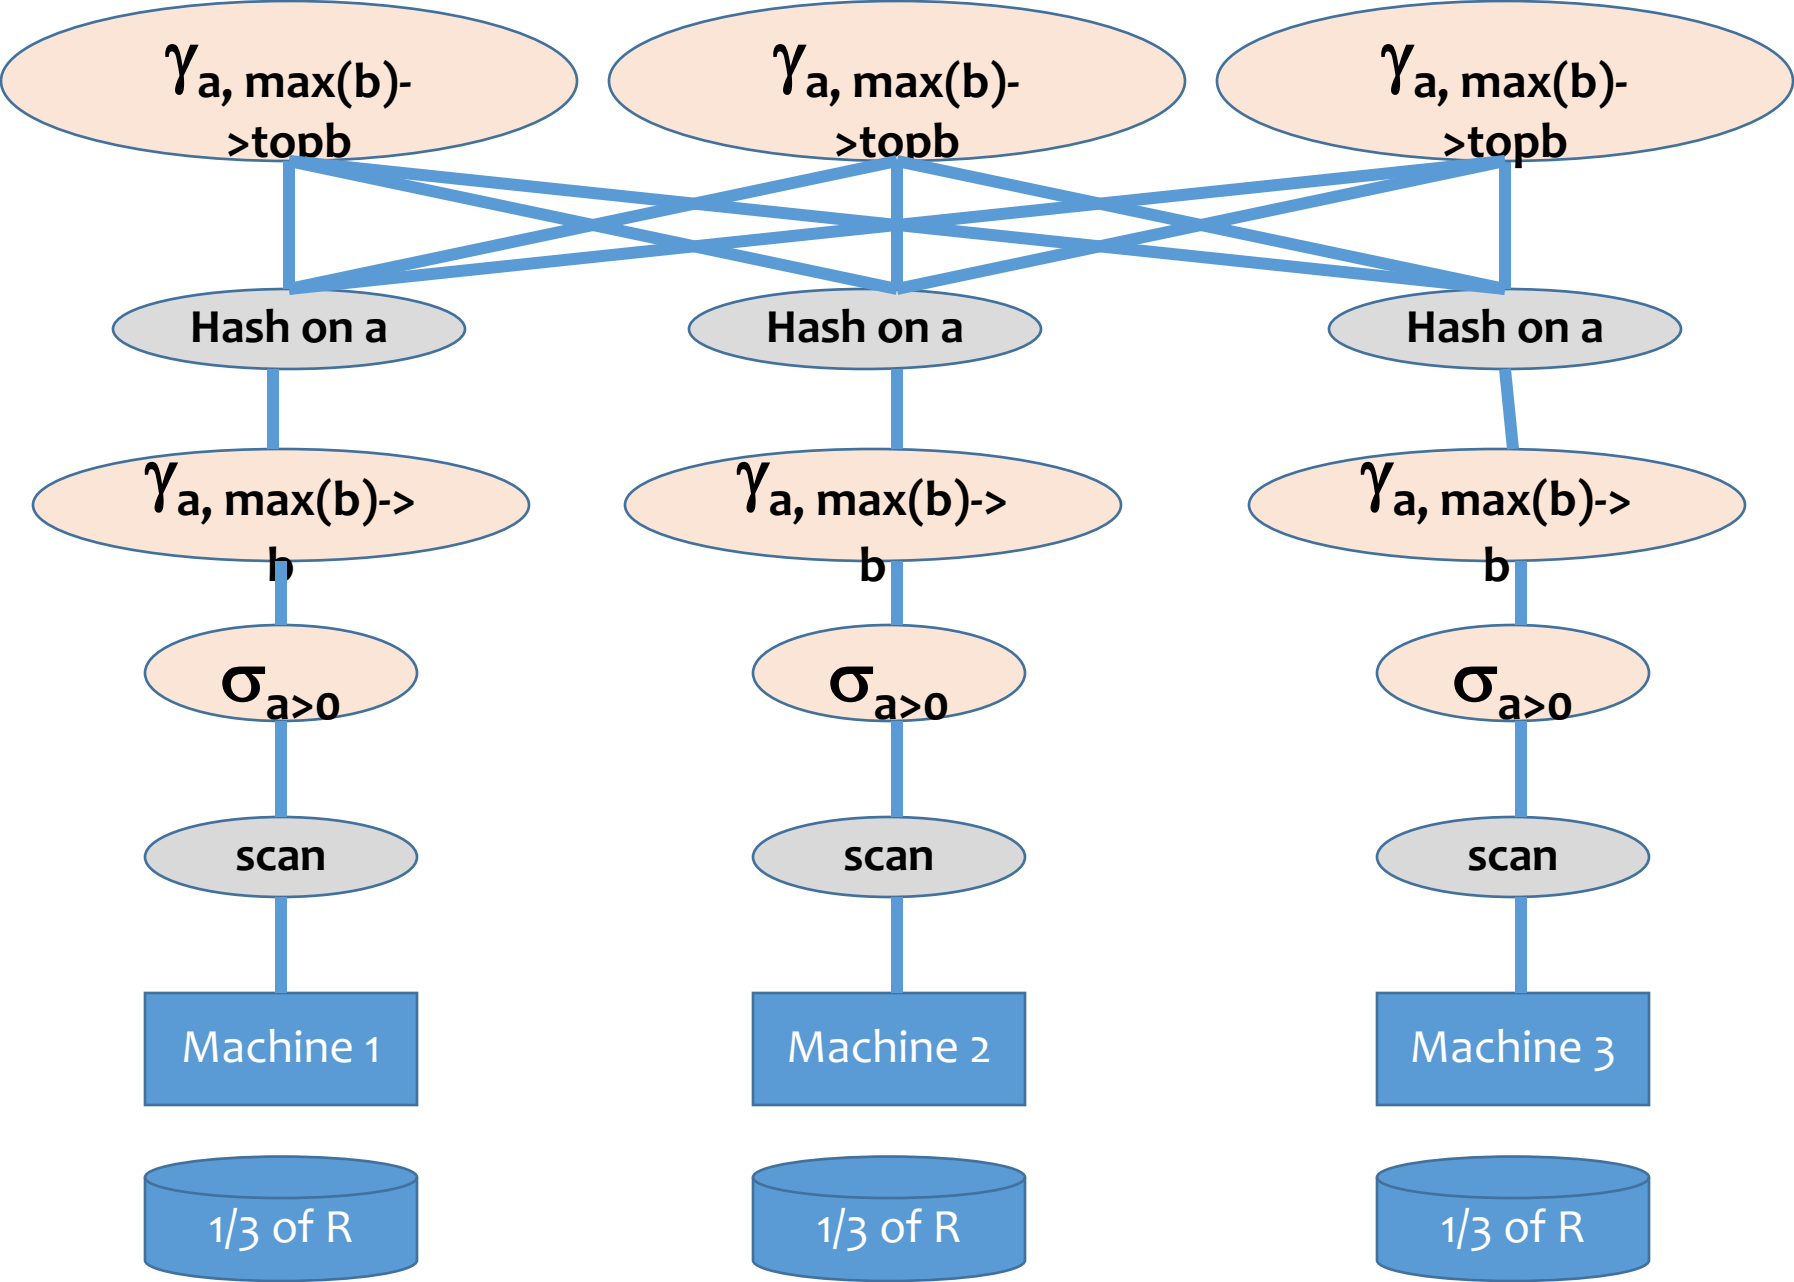 γa, max(b)-
>topb
γa, max(b)-
>topb
γa, max(b)-
>topb
Hash on a
Hash on a
Hash on a
γa, max(b)->
b
γa, max(b)->
b
γa, max(b)->
b
σa>0
σa>0
σa>0
scan
scan
scan
Machine 1
Machine 2
Machine 3
1/3 of R
1/3 of R
1/3 of R